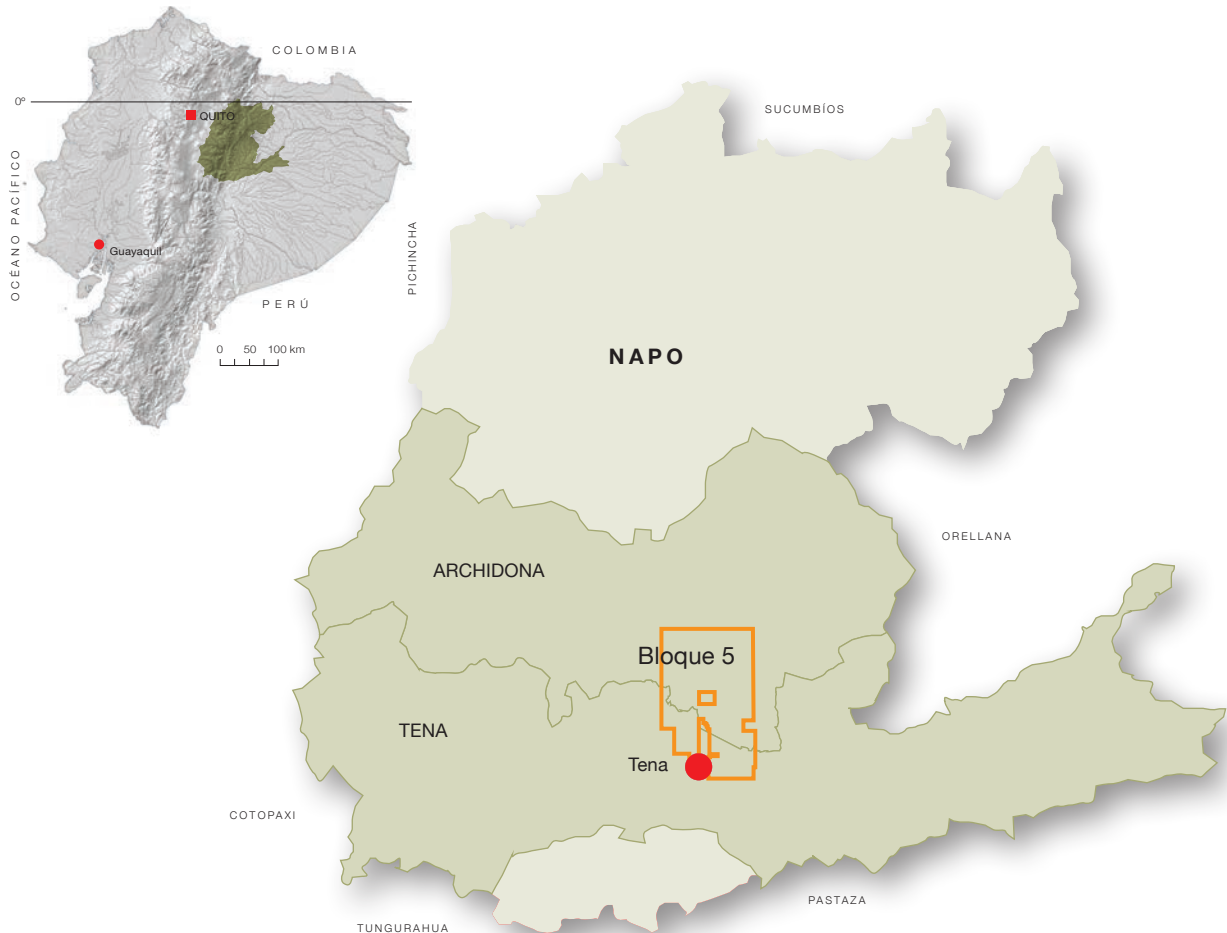 COLOMBIA
0º
QUITO
OCÉANO PACÍFICO
Guayaquil
PICHINCHA
PERÚ
0 50 100 km
SUCUMBÍOS
NAPO
ORELLANA
ARCHIDONA
Bloque 5
TENA
Tena
COTOPAXI
PASTAZA
TUNGURAHUA